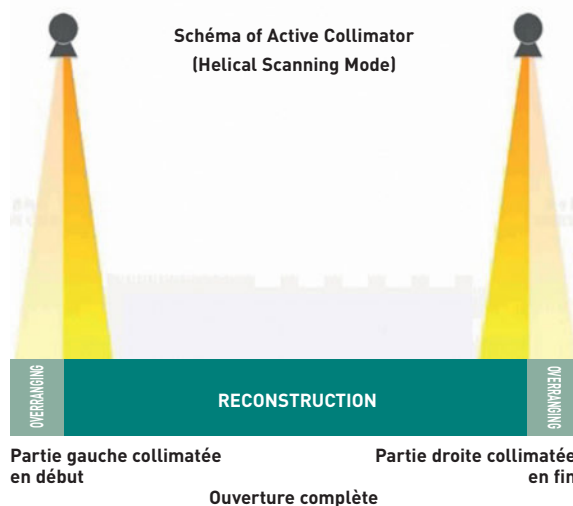 Schéma of Active Collimator
(Helical Scanning Mode)
OVERRANGING
RECONSTRUCTION
OVERRANGING
Partie gauche collimatée
en début
Partie droite collimatée
en fin
Ouverture complète